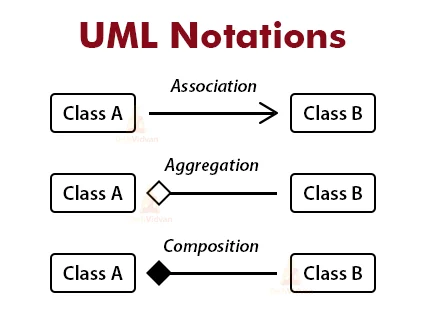 UML Notations
Association
Class A
Class B
Aggregation
Class A
Class B
Composition
Class A
Class B